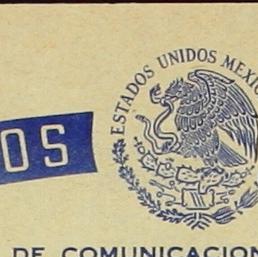 ESTADOS UNIDOS MEXIC
OS
DE COMUNICACION